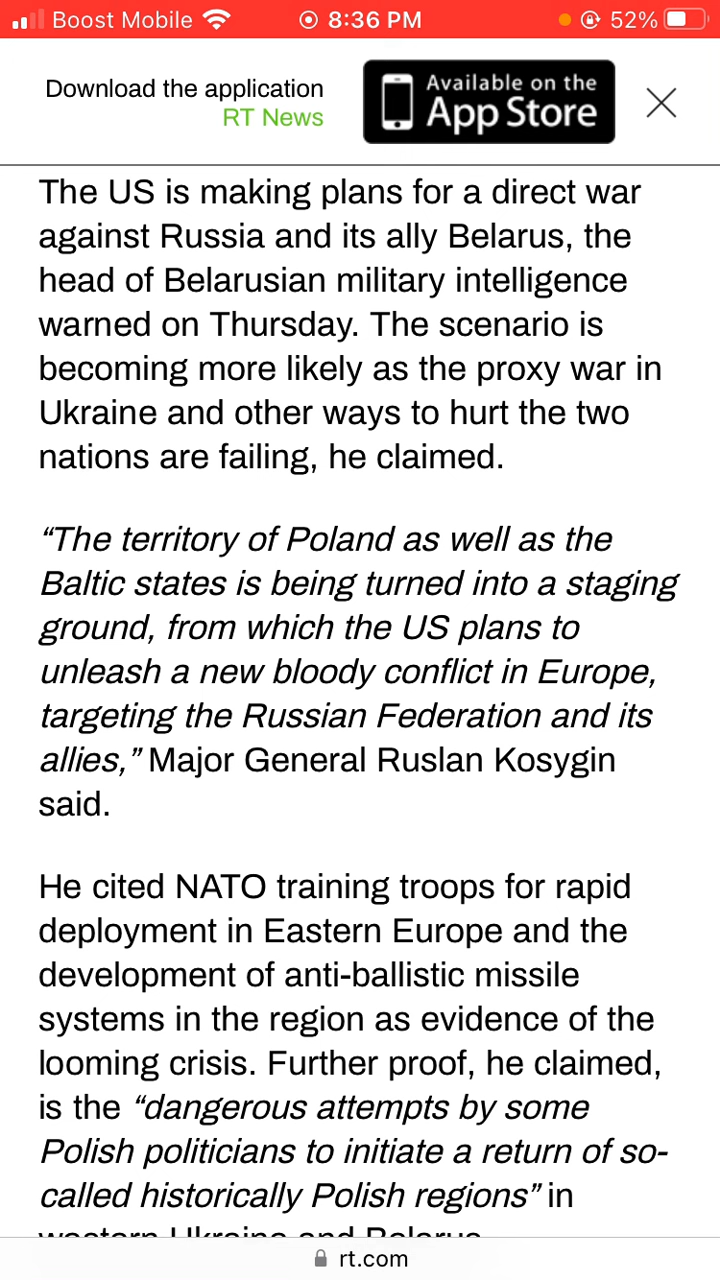 Boost Mobile 8:36 PM 52%
Download the application
RT News
Available on the
App Store
The US is making plans for a direct war
against Russia and its ally Belarus, the
head of Belarusian military intelligence
warned on Thursday. The scenario is
becoming more likely as the proxy war in
Ukraine and other ways to hurt the two
nations are failing, he claimed.
“The territory of Poland as well as the
Baltic states is being turned into a staging
ground, from which the US plans to
unleash a new bloody conflict in Europe,
targeting the Russian Federation and its
allies,” Major General Ruslan Kosygin
said.
He cited NATO training troops for rapid
deployment in Eastern Europe and the
development of anti-ballistic missile
systems in the region as evidence of the
looming crisis. Further proof, he claimed,
is the “dangerous attempts by some
Polish politicians to initiate a return of so-
called historically Polish regions” in
western Ukraine and Belarus
rt.com